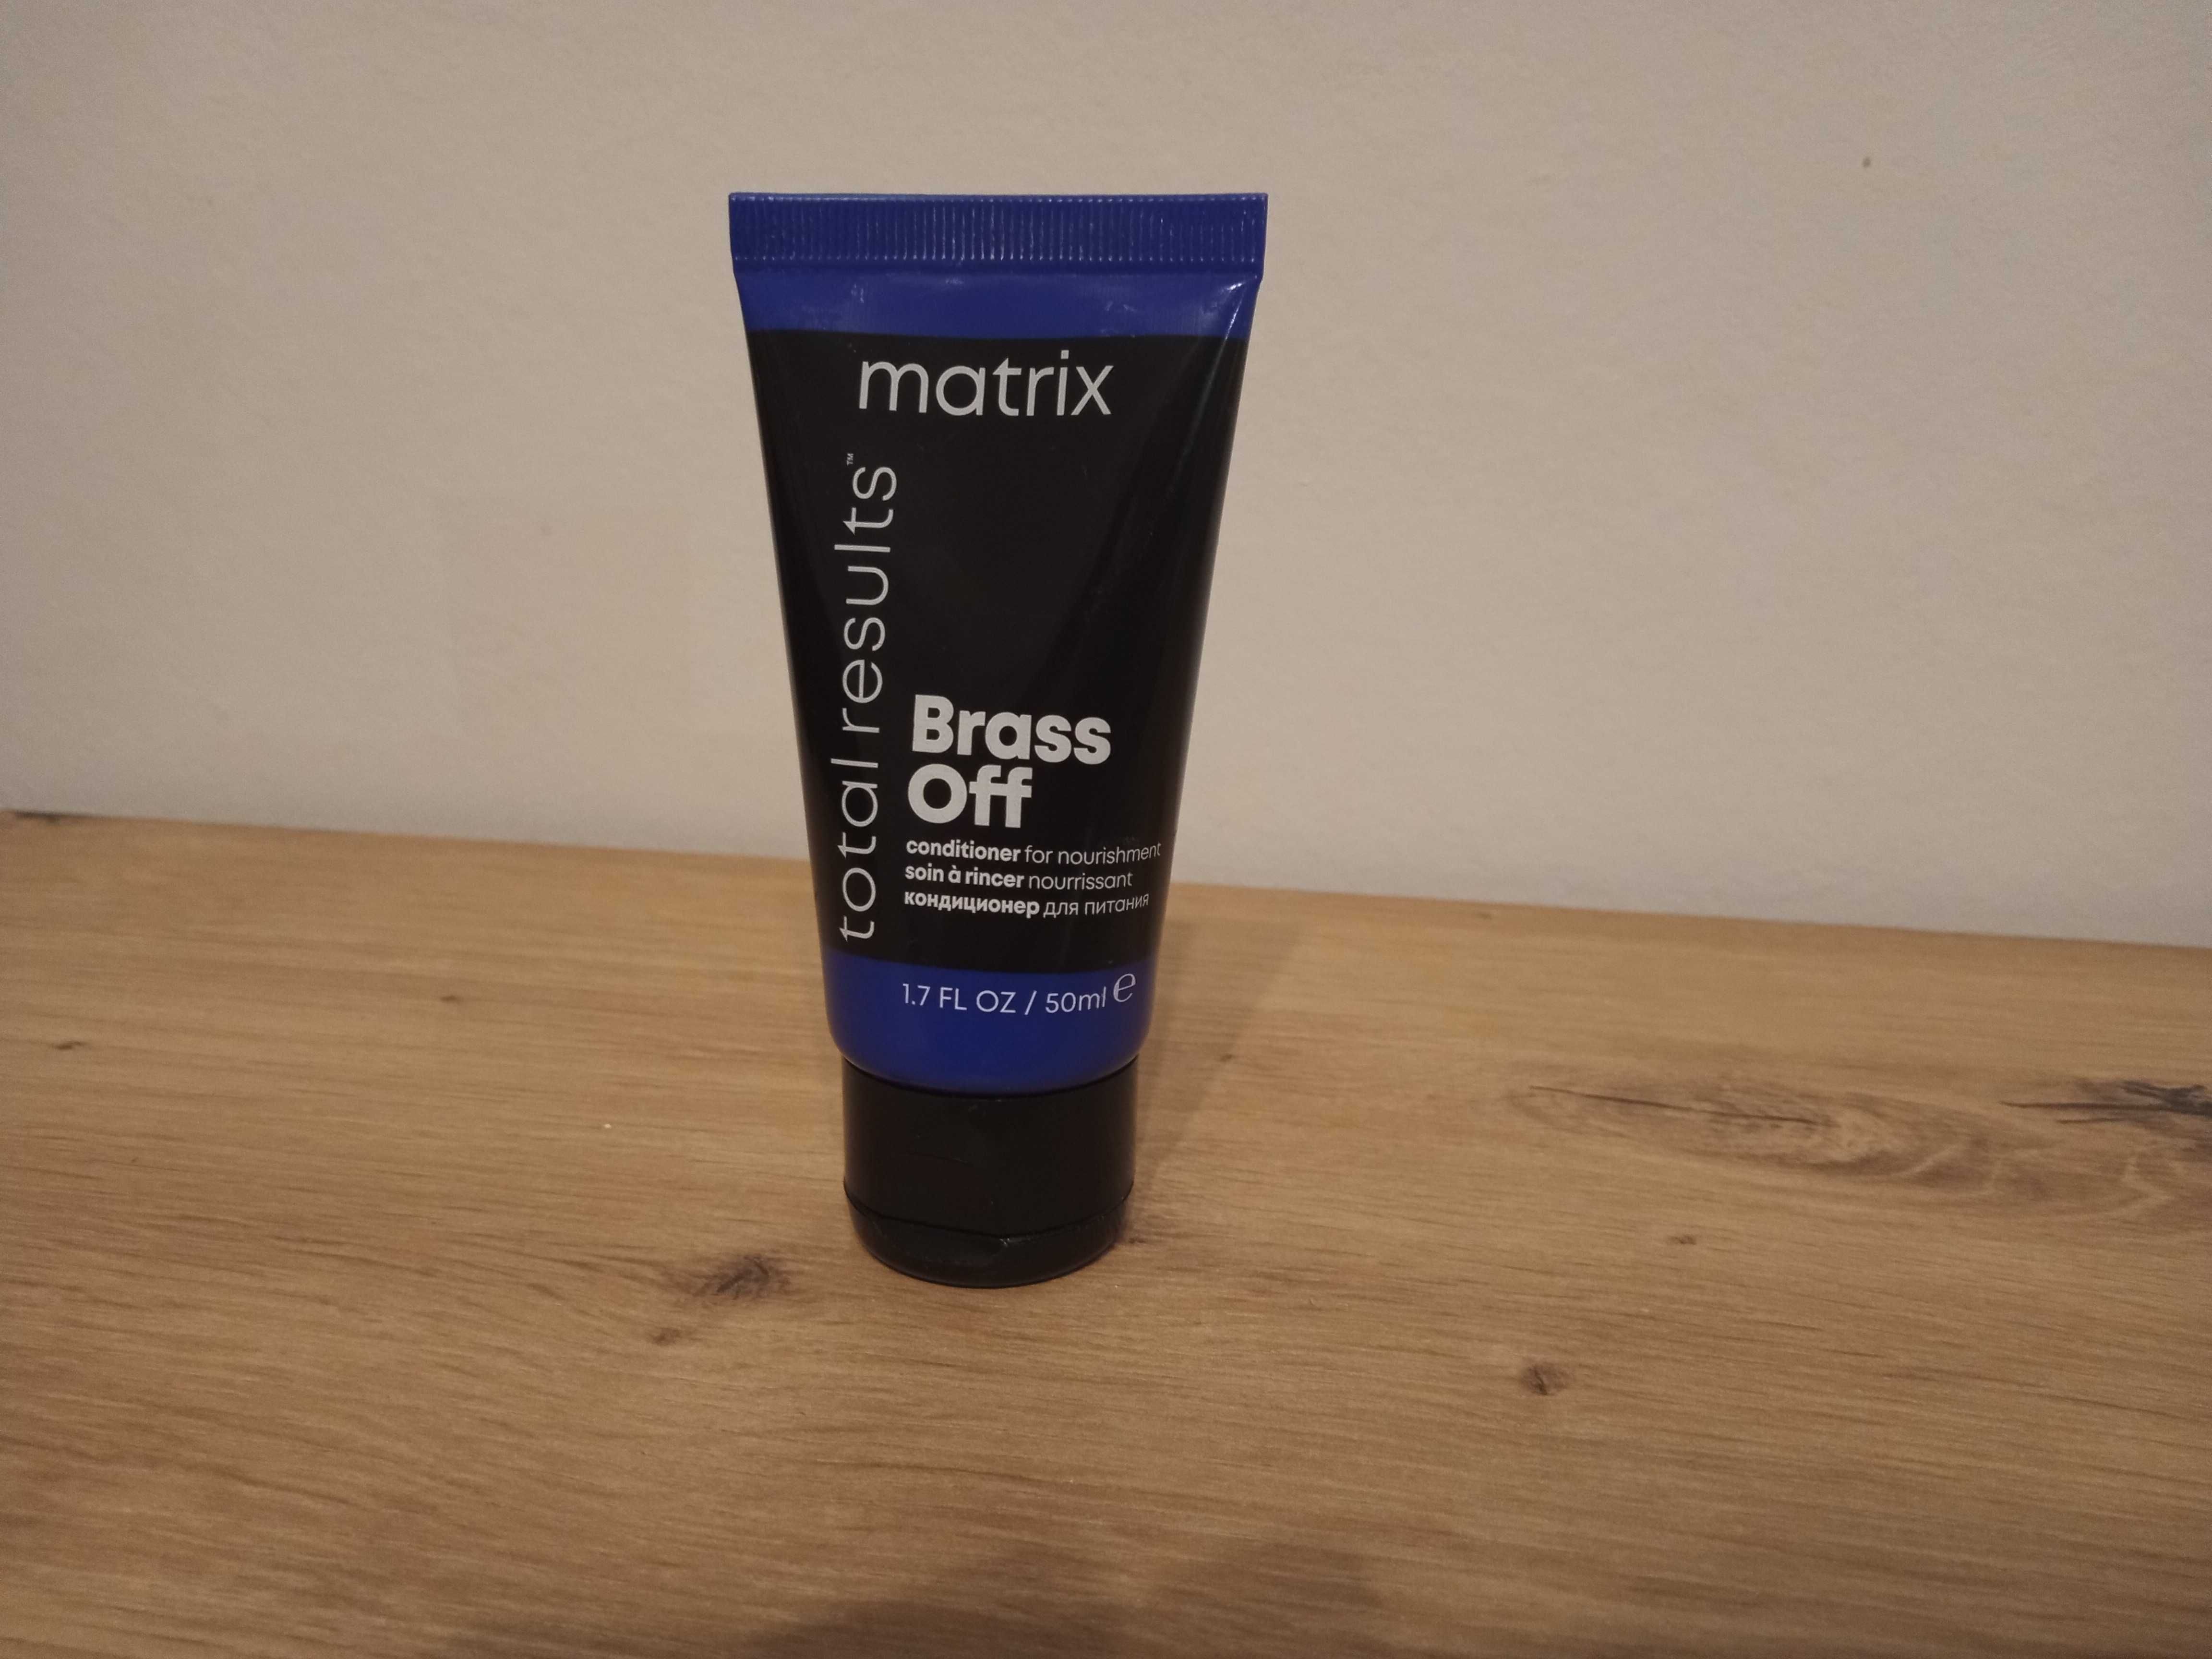 matrix
total results™
Brass
Off
conditioner for nourishment
soin à rincer nourrissant
кондиционер для питания
1.7 FL OZ / 50ml ℮